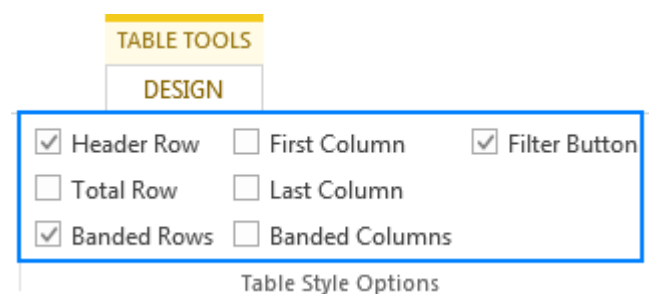 TABLE TOOLS
DESIGN
Header Row First Column Filter Button
Total Row Last Column
Banded Rows Banded Columns
Table Style Options